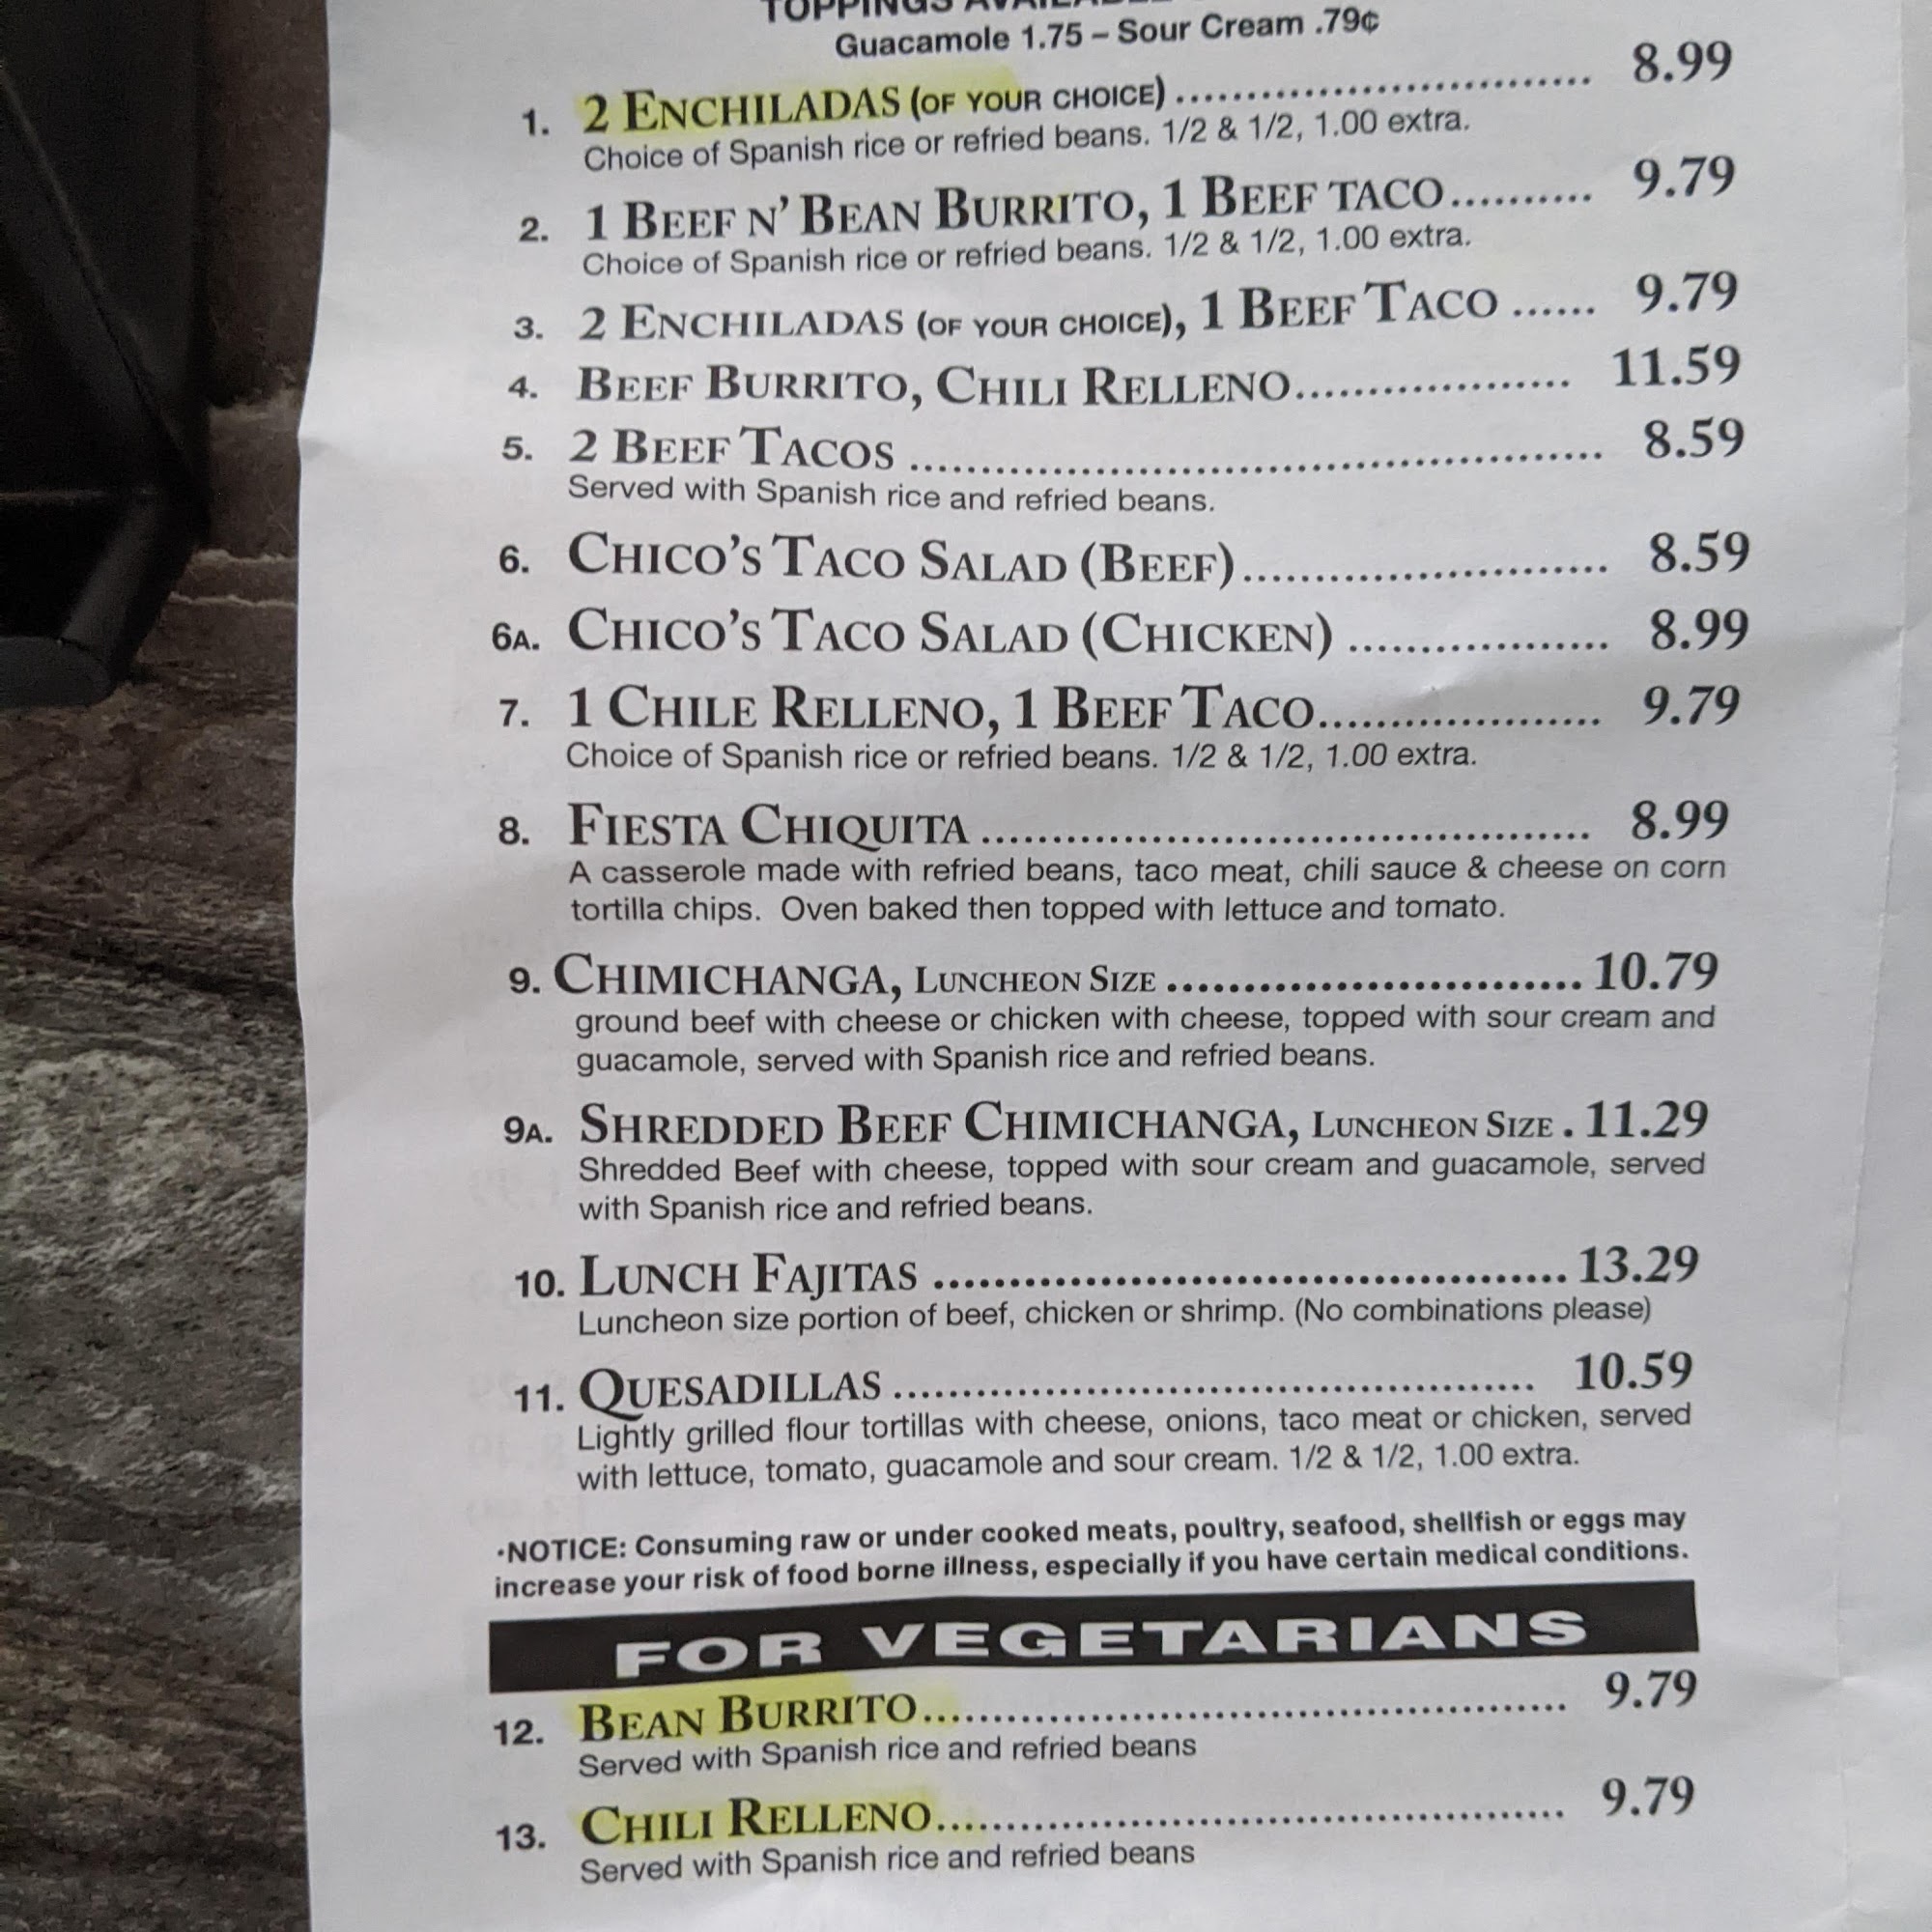 TOPPINGS AVAILABLE
Guacamole 1.75 – Sour Cream .79¢
1. 2 ENCHILADAS (OF YOUR CHOICE) .............................. 8.99
Choice of Spanish rice or refried beans. 1/2 & 1/2, 1.00 extra.
2. 1 BEEF N' BEAN BURRITO, 1 BEEF TACO.......... 9.79
Choice of Spanish rice or refried beans. 1/2 & 1/2, 1.00 extra.
3. 2 ENCHILADAS (OF YOUR CHOICE), 1 BEEF TACO ...... 9.79
4. BEEF BURRITO, CHILI RELLENO................... 11.59
5. 2 BEEF TACOS ................................................. 8.59
Served with Spanish rice and refried beans.
6. CHICO'S TACO SALAD (BEEF).......................... 8.59
6A. CHICO'S TACO SALAD (CHICKEN) .................. 8.99
7. 1 CHILE RELLENO, 1 BEEF TACO.................... 9.79
Choice of Spanish rice or refried beans. 1/2 & 1/2, 1.00 extra.
8. FIESTA CHIQUITA .......................................... 8.99
A casserole made with refried beans, taco meat, chili sauce & cheese on corn
tortilla chips. Oven baked then topped with lettuce and tomato.
9. CHIMICHANGA, LUNCHEON SIZE ............................ 10.79
ground beef with cheese or chicken with cheese, topped with sour cream and
guacamole, served with Spanish rice and refried beans.
9A. SHREDDED BEEF CHIMICHANGA, LUNCHEON SIZE . 11.29
Shredded Beef with cheese, topped with sour cream and guacamole, served
with Spanish rice and refried beans.
10. LUNCH FAJITAS .......................................... 13.29
Luncheon size portion of beef, chicken or shrimp. (No combinations please)
11. QUESADILLAS ............................................. 10.59
Lightly grilled flour tortillas with cheese, onions, taco meat or chicken, served
with lettuce, tomato, guacamole and sour cream. 1/2 & 1/2, 1.00 extra.
·NOTICE: Consuming raw or under cooked meats, poultry, seafood, shellfish or eggs may
increase your risk of food borne illness, especially if you have certain medical conditions.
FOR VEGETARIANS
12. BEAN BURRITO............................................. 9.79
Served with Spanish rice and refried beans
13. CHILI RELLENO............................................ 9.79
Served with Spanish rice and refried beans